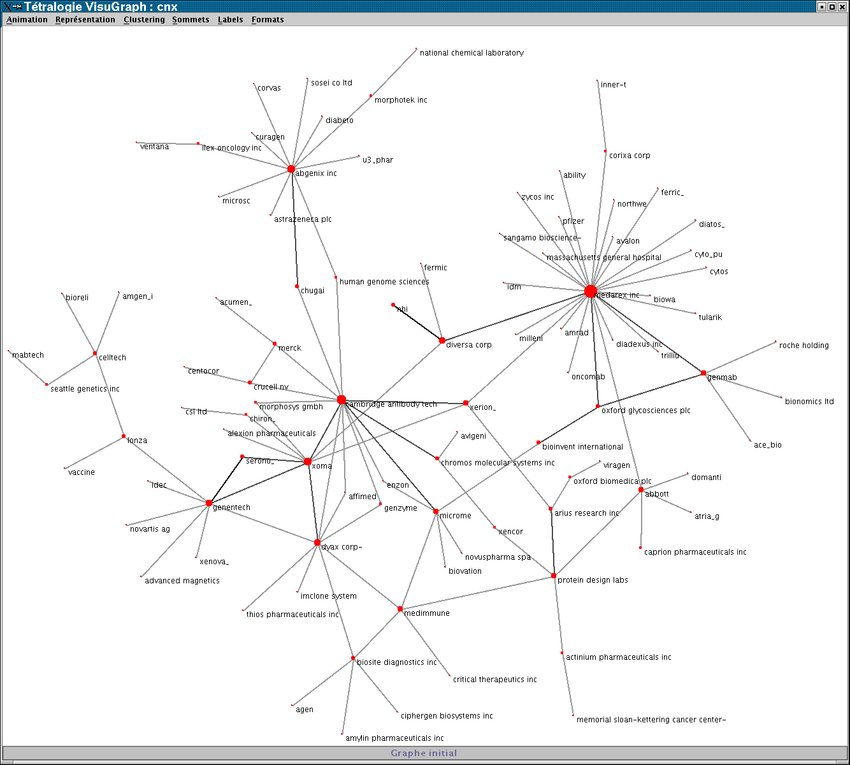 Tétralogie VisuGraph : cnx
Animation Représentation Clustering Sommets Labels Formats
national chemical laboratory
sosei co ltd
inner-t
corvas
morphotek inc
diabeto
curagen
ventana
ilex oncology inc
corixa corp
u3_phar
abgenix inc
ability
ferric_
zycos inc
microsc
northwe
astrazeneca plc
pfizer
diatos_
sangamo bioscience-
avalon
massachusetts general hospital
cyto_pu
fermic
cytos
human genome sciences
idm
chugai
medarex inc
biowa
bioreli
amgen_i
acumen_
nhi
tularik
milleni
amrad
diversa corp
diadexus inc
roche holding
merck
trillio
mabtech
celltech
centocor
oncomab
genmab
seattle genetics inc
crucell nv
bionomics ltd
morphosys gmbh
cambridge antibody tech
xerion_
csl ltd
oxford glycosciences plc
chiron_
alexion pharmaceuticals
avigeni
lonza
bioinvent international
ace_bio
serono_
xoma
chromos molecular systems inc
viragen
vaccine
domanti
oxford biomedica plc
idec
enzon
abbott
affimed
genentech
genzyme
microme
arius research inc
atria_g
novartis ag
xencor
dyax corp-
caprion pharmaceuticals inc
xenova_
novuspharma spa
biovation
advanced magnetics
protein design labs
imclone system
thios pharmaceuticals inc
medimmune
biosite diagnostics inc
actinium pharmaceuticals inc
critical therapeutics inc
agen
ciphergen biosystems inc
memorial sloan-kettering cancer center-
amylin pharmaceuticals inc
Graphe initial